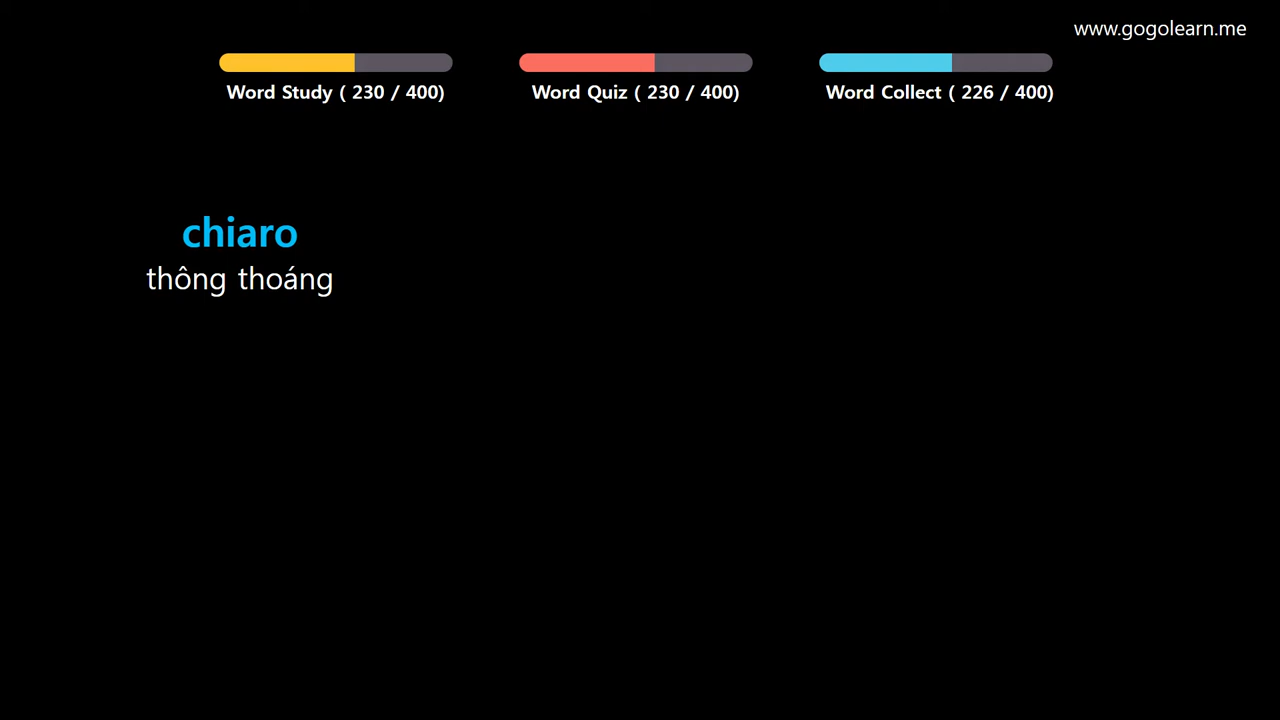 www.gogolearn.me
Word Study ( 230 / 400)
Word Quiz ( 230 / 400)
Word Collect ( 226 / 400)
chiaro
thông thoáng